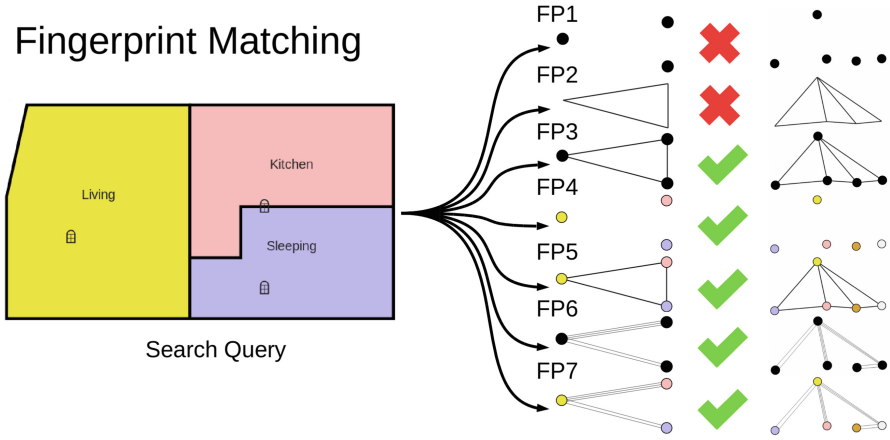 Fingerprint Matching
Living
Kitchen
Sleeping
Search Query
FP1
FP2
FP3
FP4
FP5
FP6
FP7